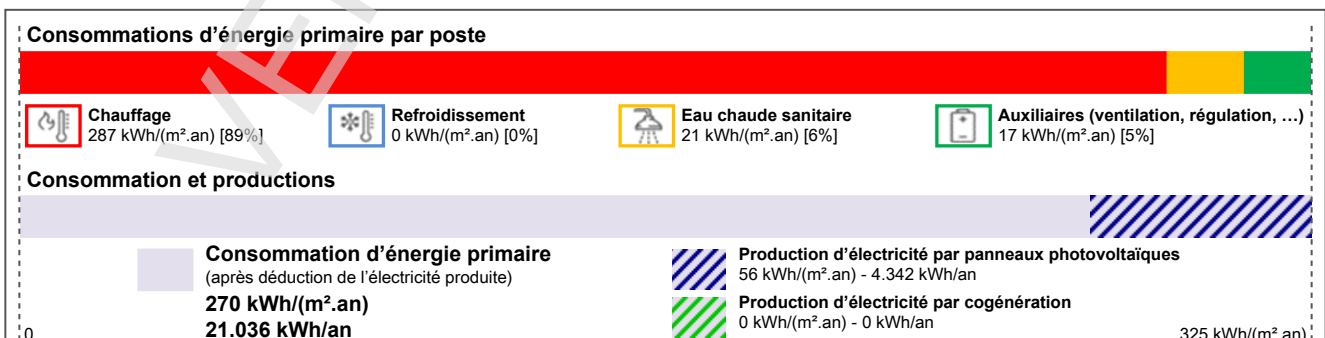 Consommations d'énergie primaire par poste
Chauffage
287 kWh/(m².an) [89%]
Refroidissement
0 kWh/(m².an) [0%]
Eau chaude sanitaire
21 kWh/(m².an) [6%]
Auxiliaires (ventilation, régulation, …)
17 kWh/(m².an) [5%]
Consommation et productions
Consommation d'énergie primaire
(après déduction de l'électricité produite)
270 kWh/(m².an)
21.036 kWh/an
Production d'électricité par panneaux photovoltaïques
56 kWh/(m².an) - 4.342 kWh/an
Production d'électricité par cogénération
0 kWh/(m².an) - 0 kWh/an
0
325 kWh/(m².an)